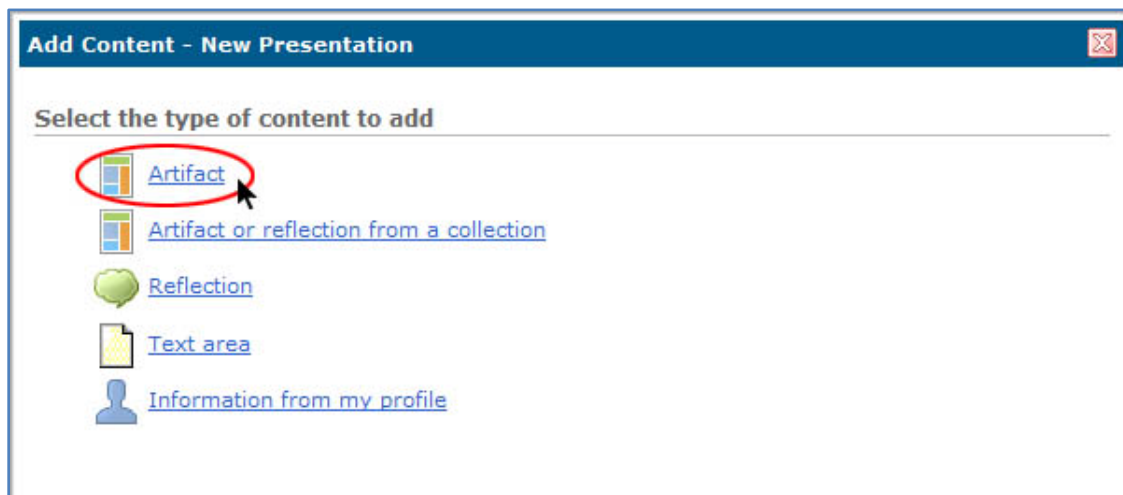 Add Content - New Presentation
Select the type of content to add
Artifact
Artifact or reflection from a collection
Reflection
Text area
Information from my profile